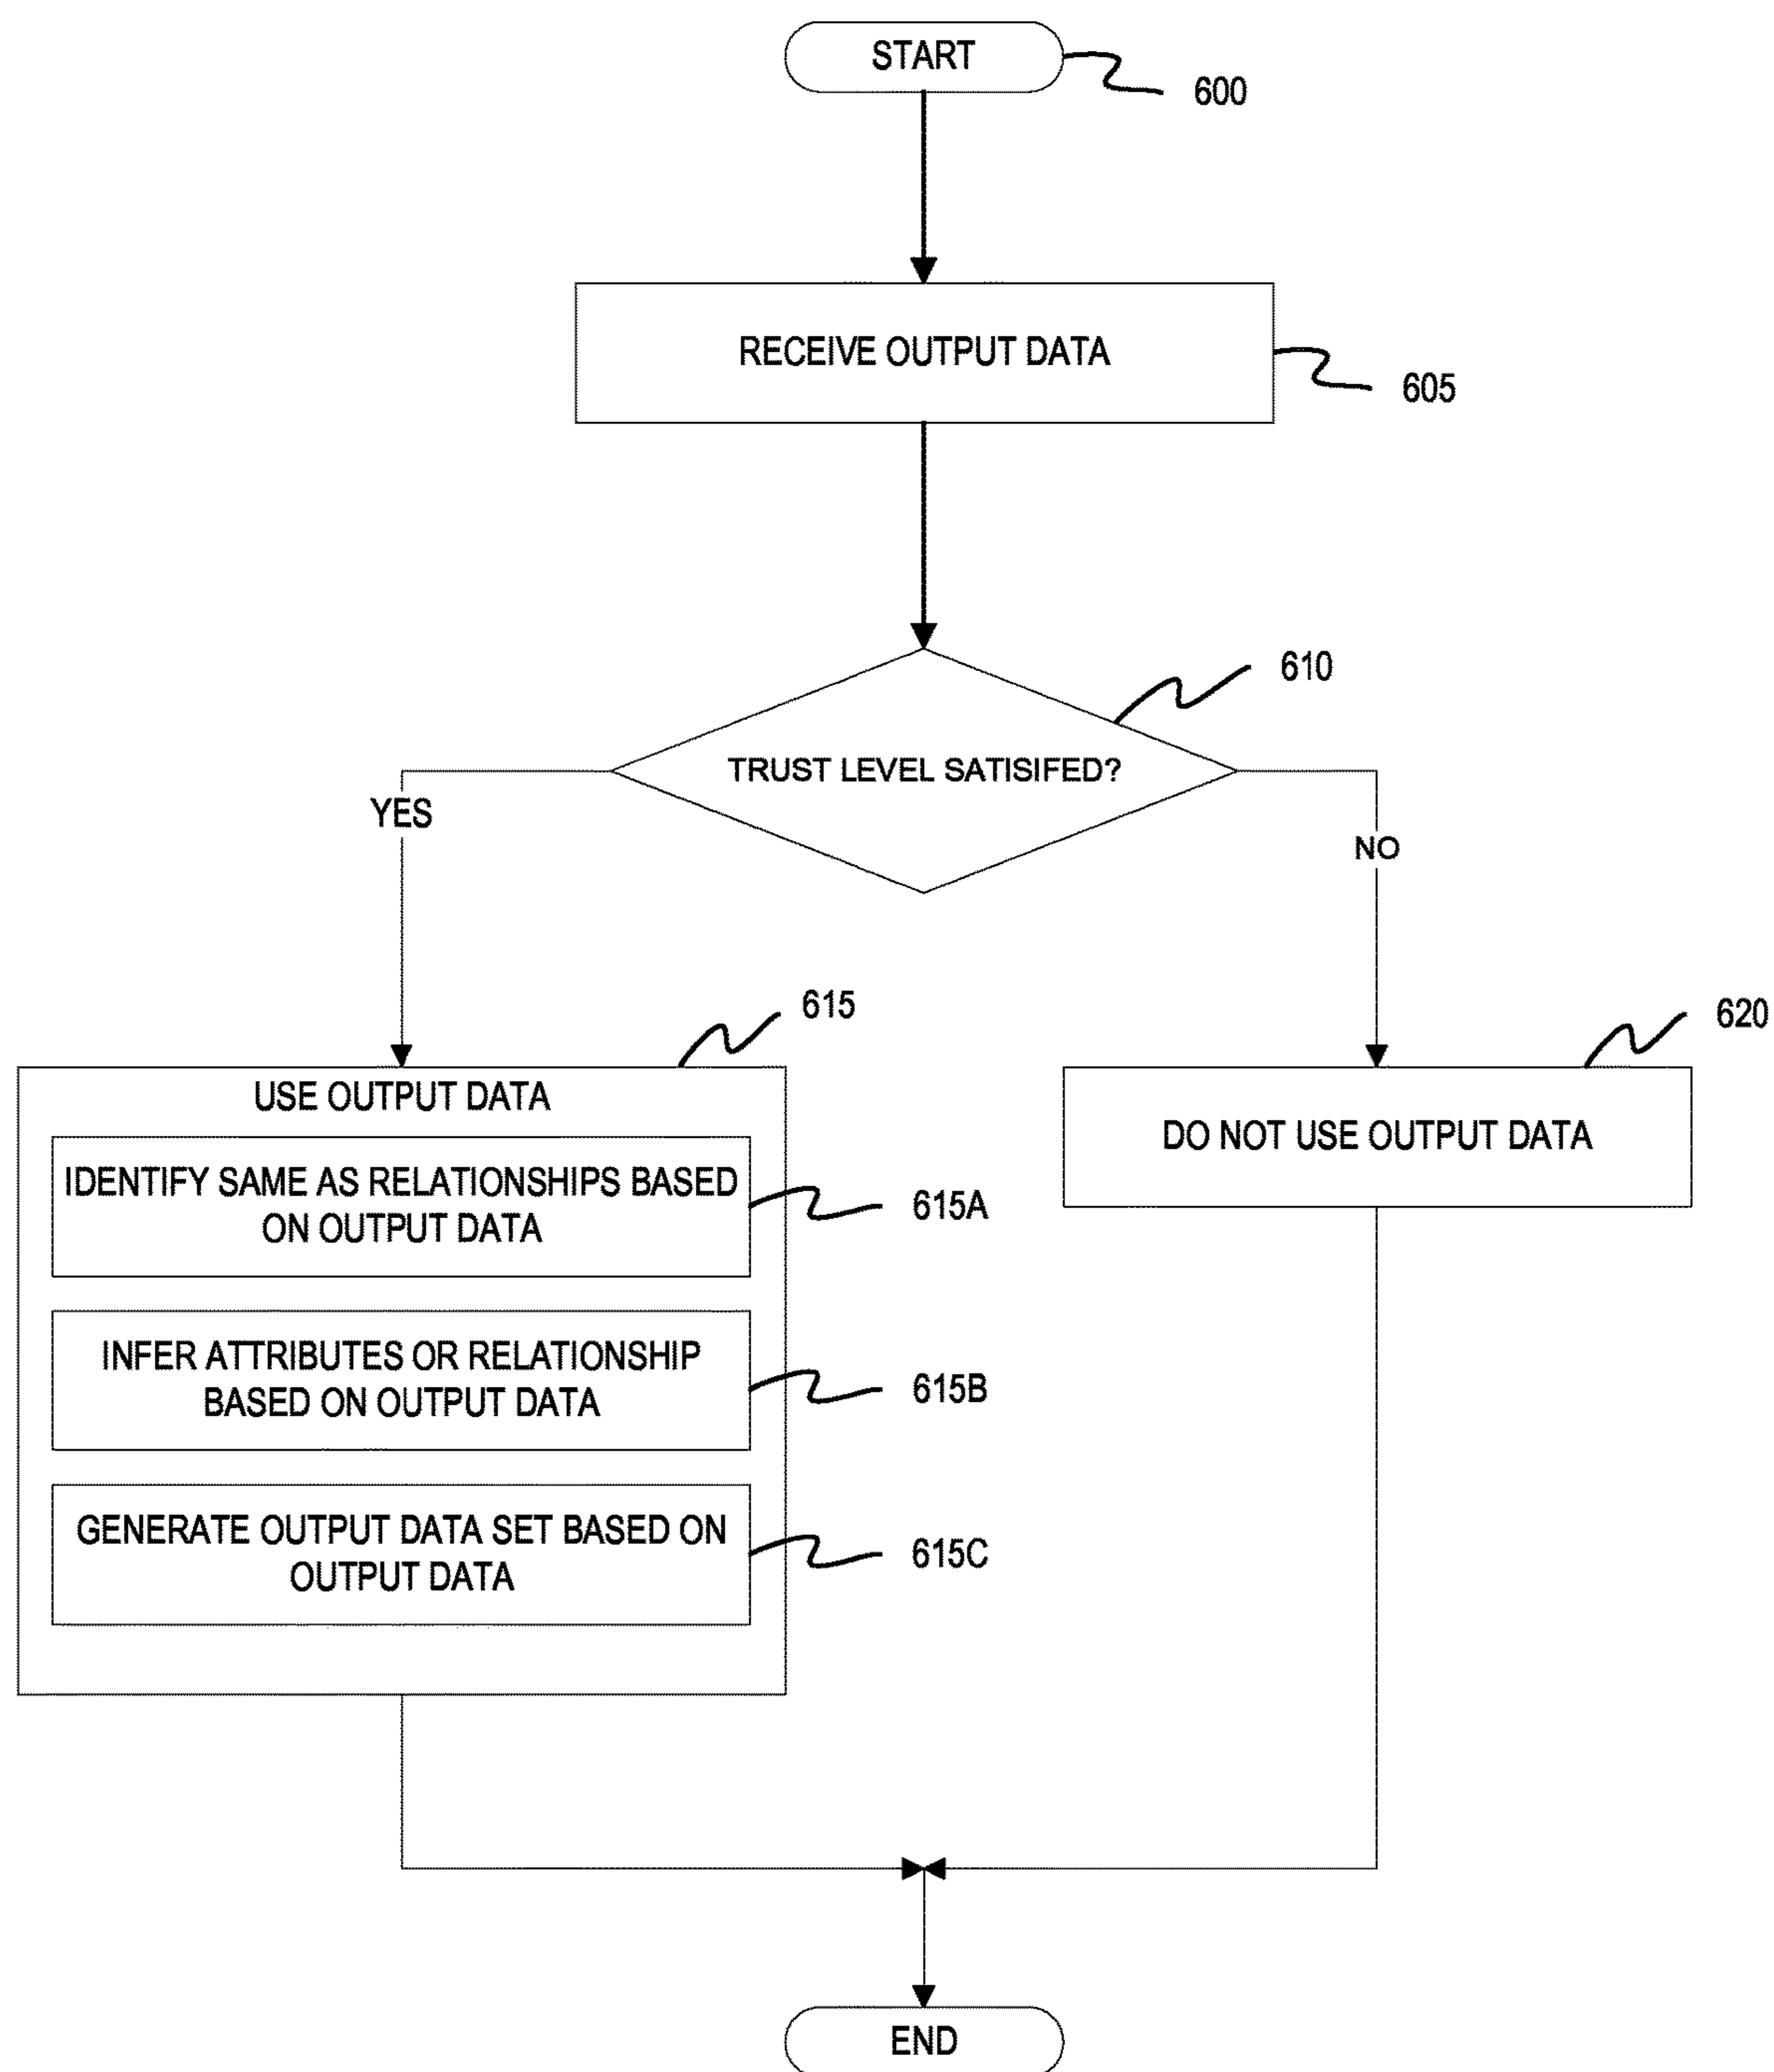 START
600
RECEIVE OUTPUT DATA
605
610
TRUST LEVEL SATISIFED?
YES
NO
615
620
USE OUTPUT DATA
DO NOT USE OUTPUT DATA
IDENTIFY SAME AS RELATIONSHIPS BASED
ON OUTPUT DATA
615A
INFER ATTRIBUTES OR RELATIONSHIP
BASED ON OUTPUT DATA
615B
GENERATE OUTPUT DATA SET BASED ON
OUTPUT DATA
615C
END